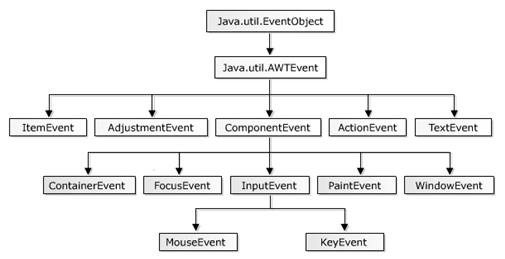 Java.util.EventObject
Java.util.AWTEvent
ItemEvent
AdjustmentEvent
ComponentEvent
ActionEvent
TextEvent
ContainerEvent
FocusEvent
InputEvent
PaintEvent
WindowEvent
MouseEvent
KeyEvent